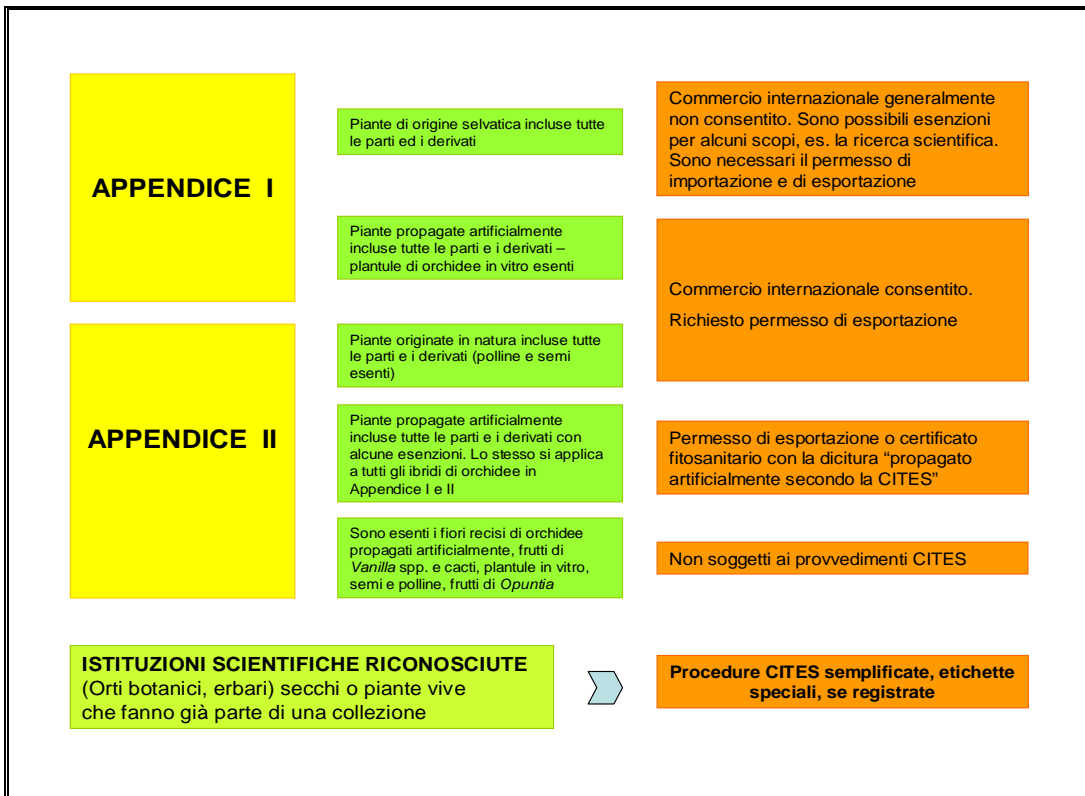 APPENDICE I
Piante di origine selvatica incluse tutte
le parti ed i derivati
Commercio internazionale generalmente
non consentito. Sono possibili esenzioni
per alcuni scopi, es. la ricerca scientifica.
Sono necessari il permesso di
importazione e di esportazione
Piante propagate artificialmente
incluse tutte le parti e i derivati –
plantule di orchidee in vitro esenti
Commercio internazionale consentito.
Richiesto permesso di esportazione
APPENDICE II
Piante originate in natura incluse tutte
le parti e i derivati (polline e semi
esenti)
Piante propagate artificialmente
incluse tutte le parti e i derivati con
alcune esenzioni. Lo stesso si applica
a tutti gli ibridi di orchidee in
Appendice I e II
Permesso di esportazione o certificato
fitosanitario con la dicitura “propagato
artificialmente secondo la CITES”
Sono esenti i fiori recisi di orchidee
propagati artificialmente, frutti di
Vanilla spp. e cacti, plantule in vitro,
semi e polline, frutti di Opuntia
Non soggetti ai provvedimenti CITES
ISTITUZIONI SCIENTIFICHE RICONOSCIUTE
(Orti botanici, erbari) secchi o piante vive
che fanno già parte di una collezione
Procedure CITES semplificate, etichette
speciali, se registrate